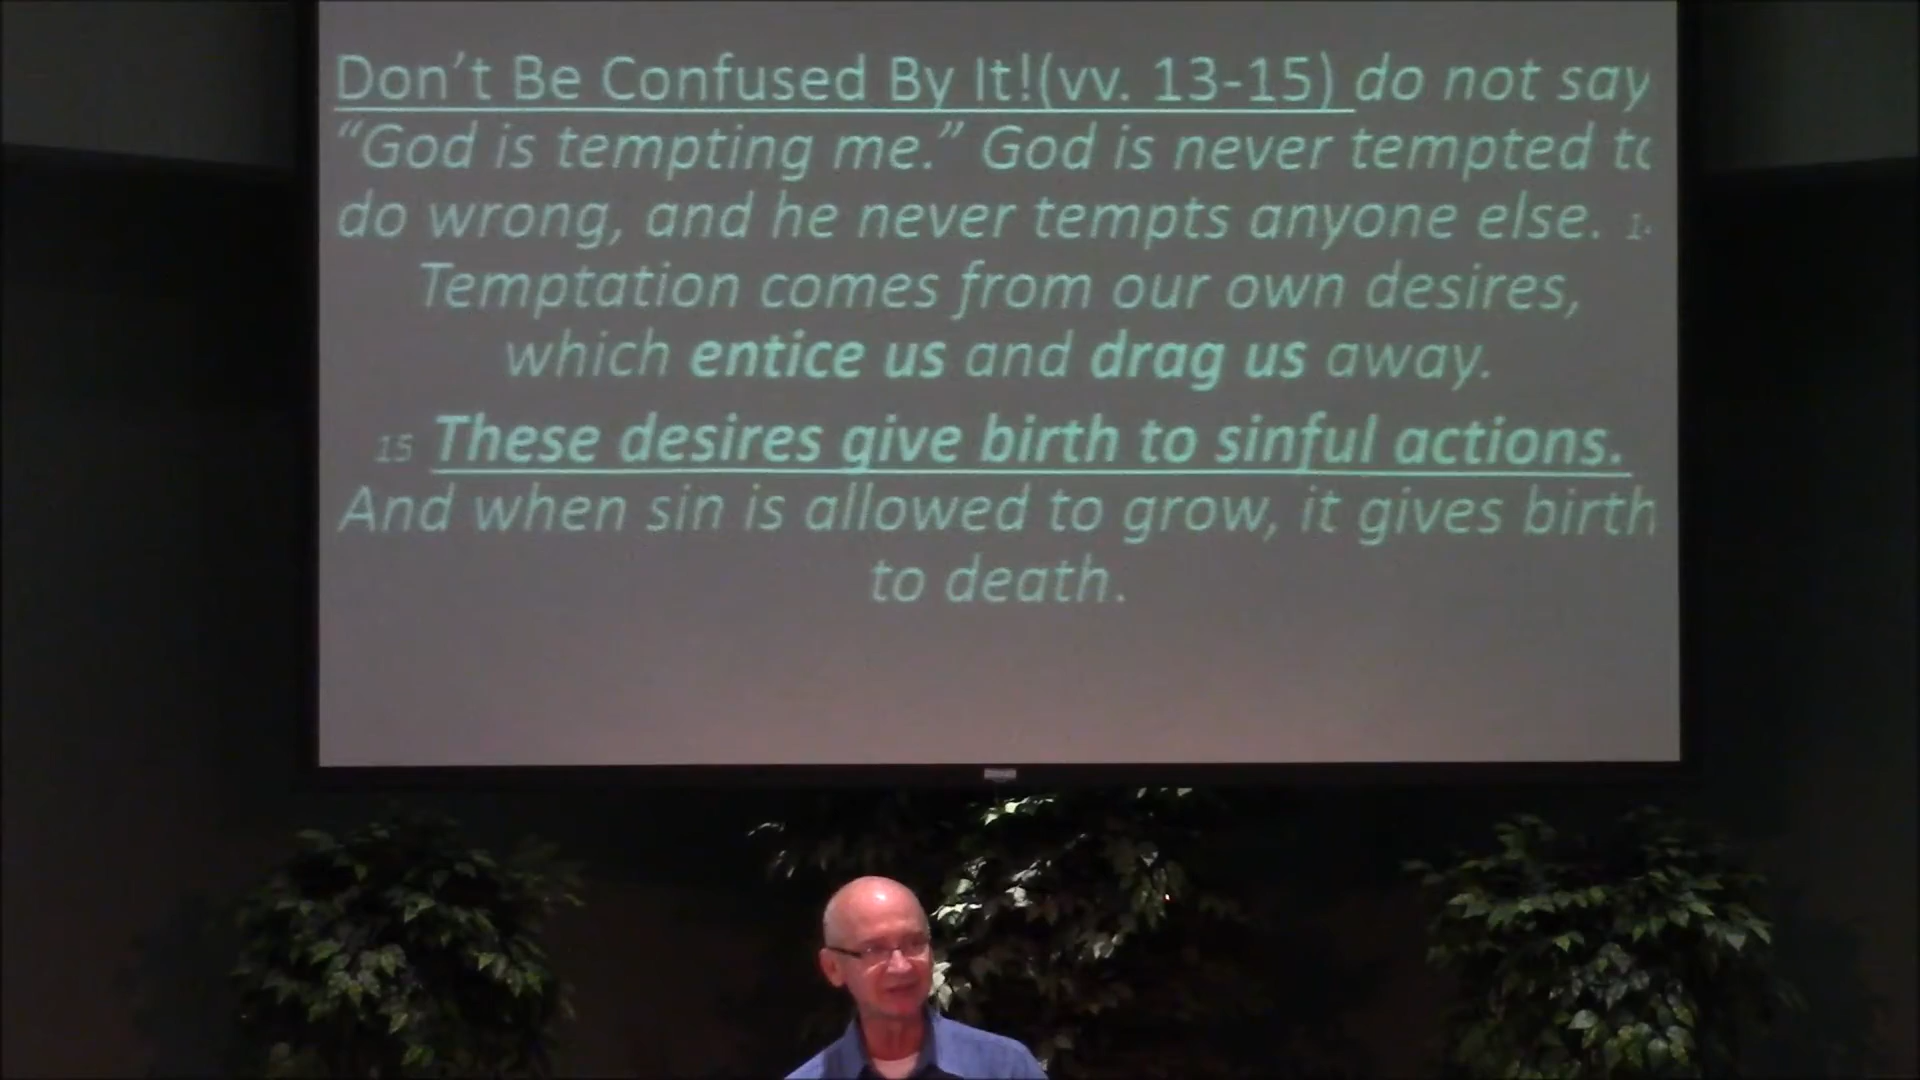 Don't Be Confused By It!(vv. 13-15) do not say
“God is tempting me.” God is never tempted to
do wrong, and he never tempts anyone else.
Temptation comes from our own desires,
which entice us and drag us away.
15 These desires give birth to sinful actions.
And when sin is allowed to grow, it gives birth
to death.